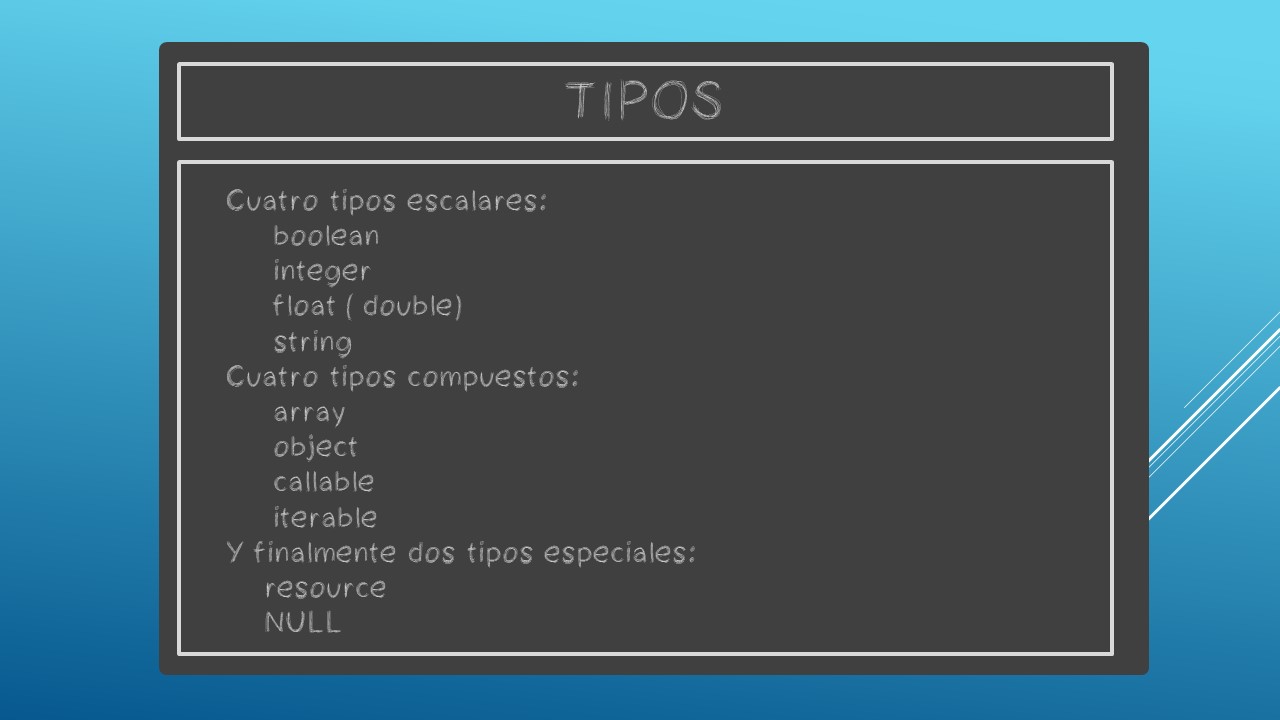 TIPOS
Cuatro tipos escalares:
boolean
integer
float ( double)
string
Cuatro tipos compuestos:
array
object
callable
iterable
Y finalmente dos tipos especiales:
resource
NULL